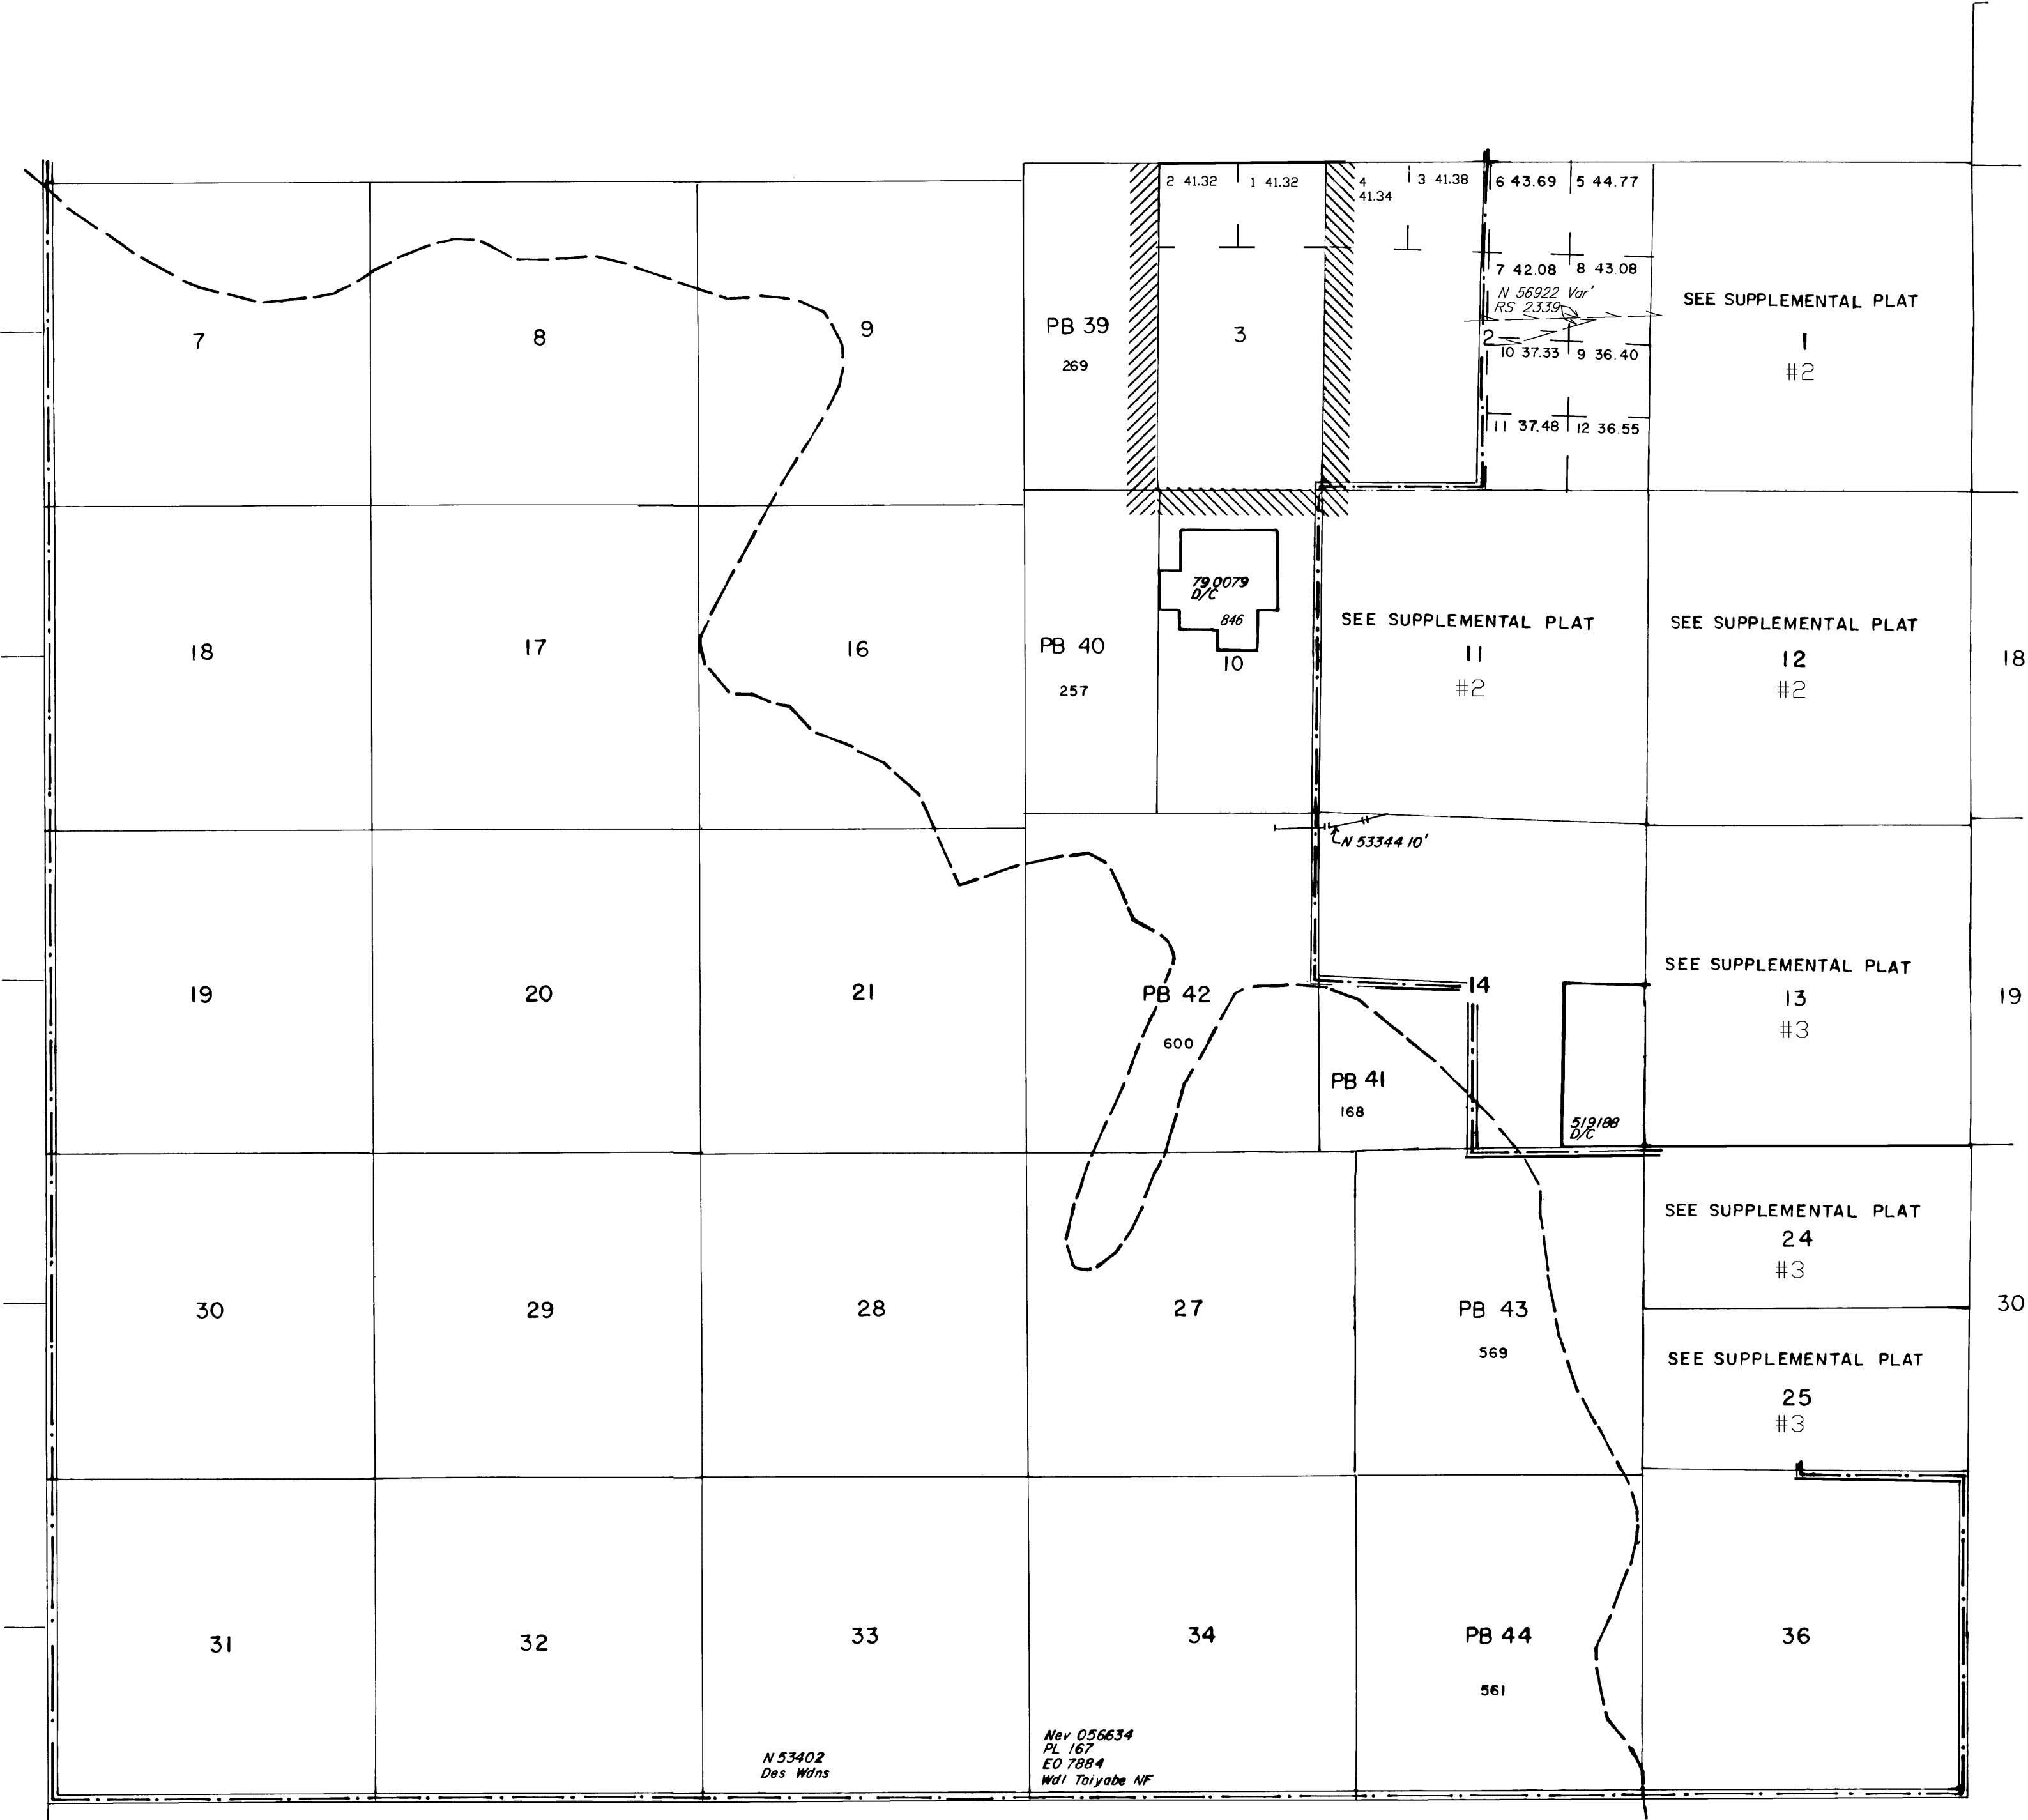 2 41.32
1 41.32
4
41.34
3 41.38
6 43.69
5 44.77
7 42.08
8 43.08
N 56922 Var'
RS 2339
2
10 37.33
9 36.40
11 37.48
12 36.55
SEE SUPPLEMENTAL PLAT
1
#2
7
8
9
PB 39
269
3
18
17
16
PB 40
257
79 0079
D/C
846
10
SEE SUPPLEMENTAL PLAT
11
#2
SEE SUPPLEMENTAL PLAT
12
#2
18
N 53344 10'
19
20
21
PB 42
600
14
PB 41
168
519188
D/C
SEE SUPPLEMENTAL PLAT
13
#3
19
SEE SUPPLEMENTAL PLAT
24
#3
30
29
28
27
PB 43
569
30
SEE SUPPLEMENTAL PLAT
25
#3
31
32
33
34
PB 44
561
36
N 53402
Des Wdns
Nev 056634
PL 167
EO 7884
Wdl Toiyabe NF